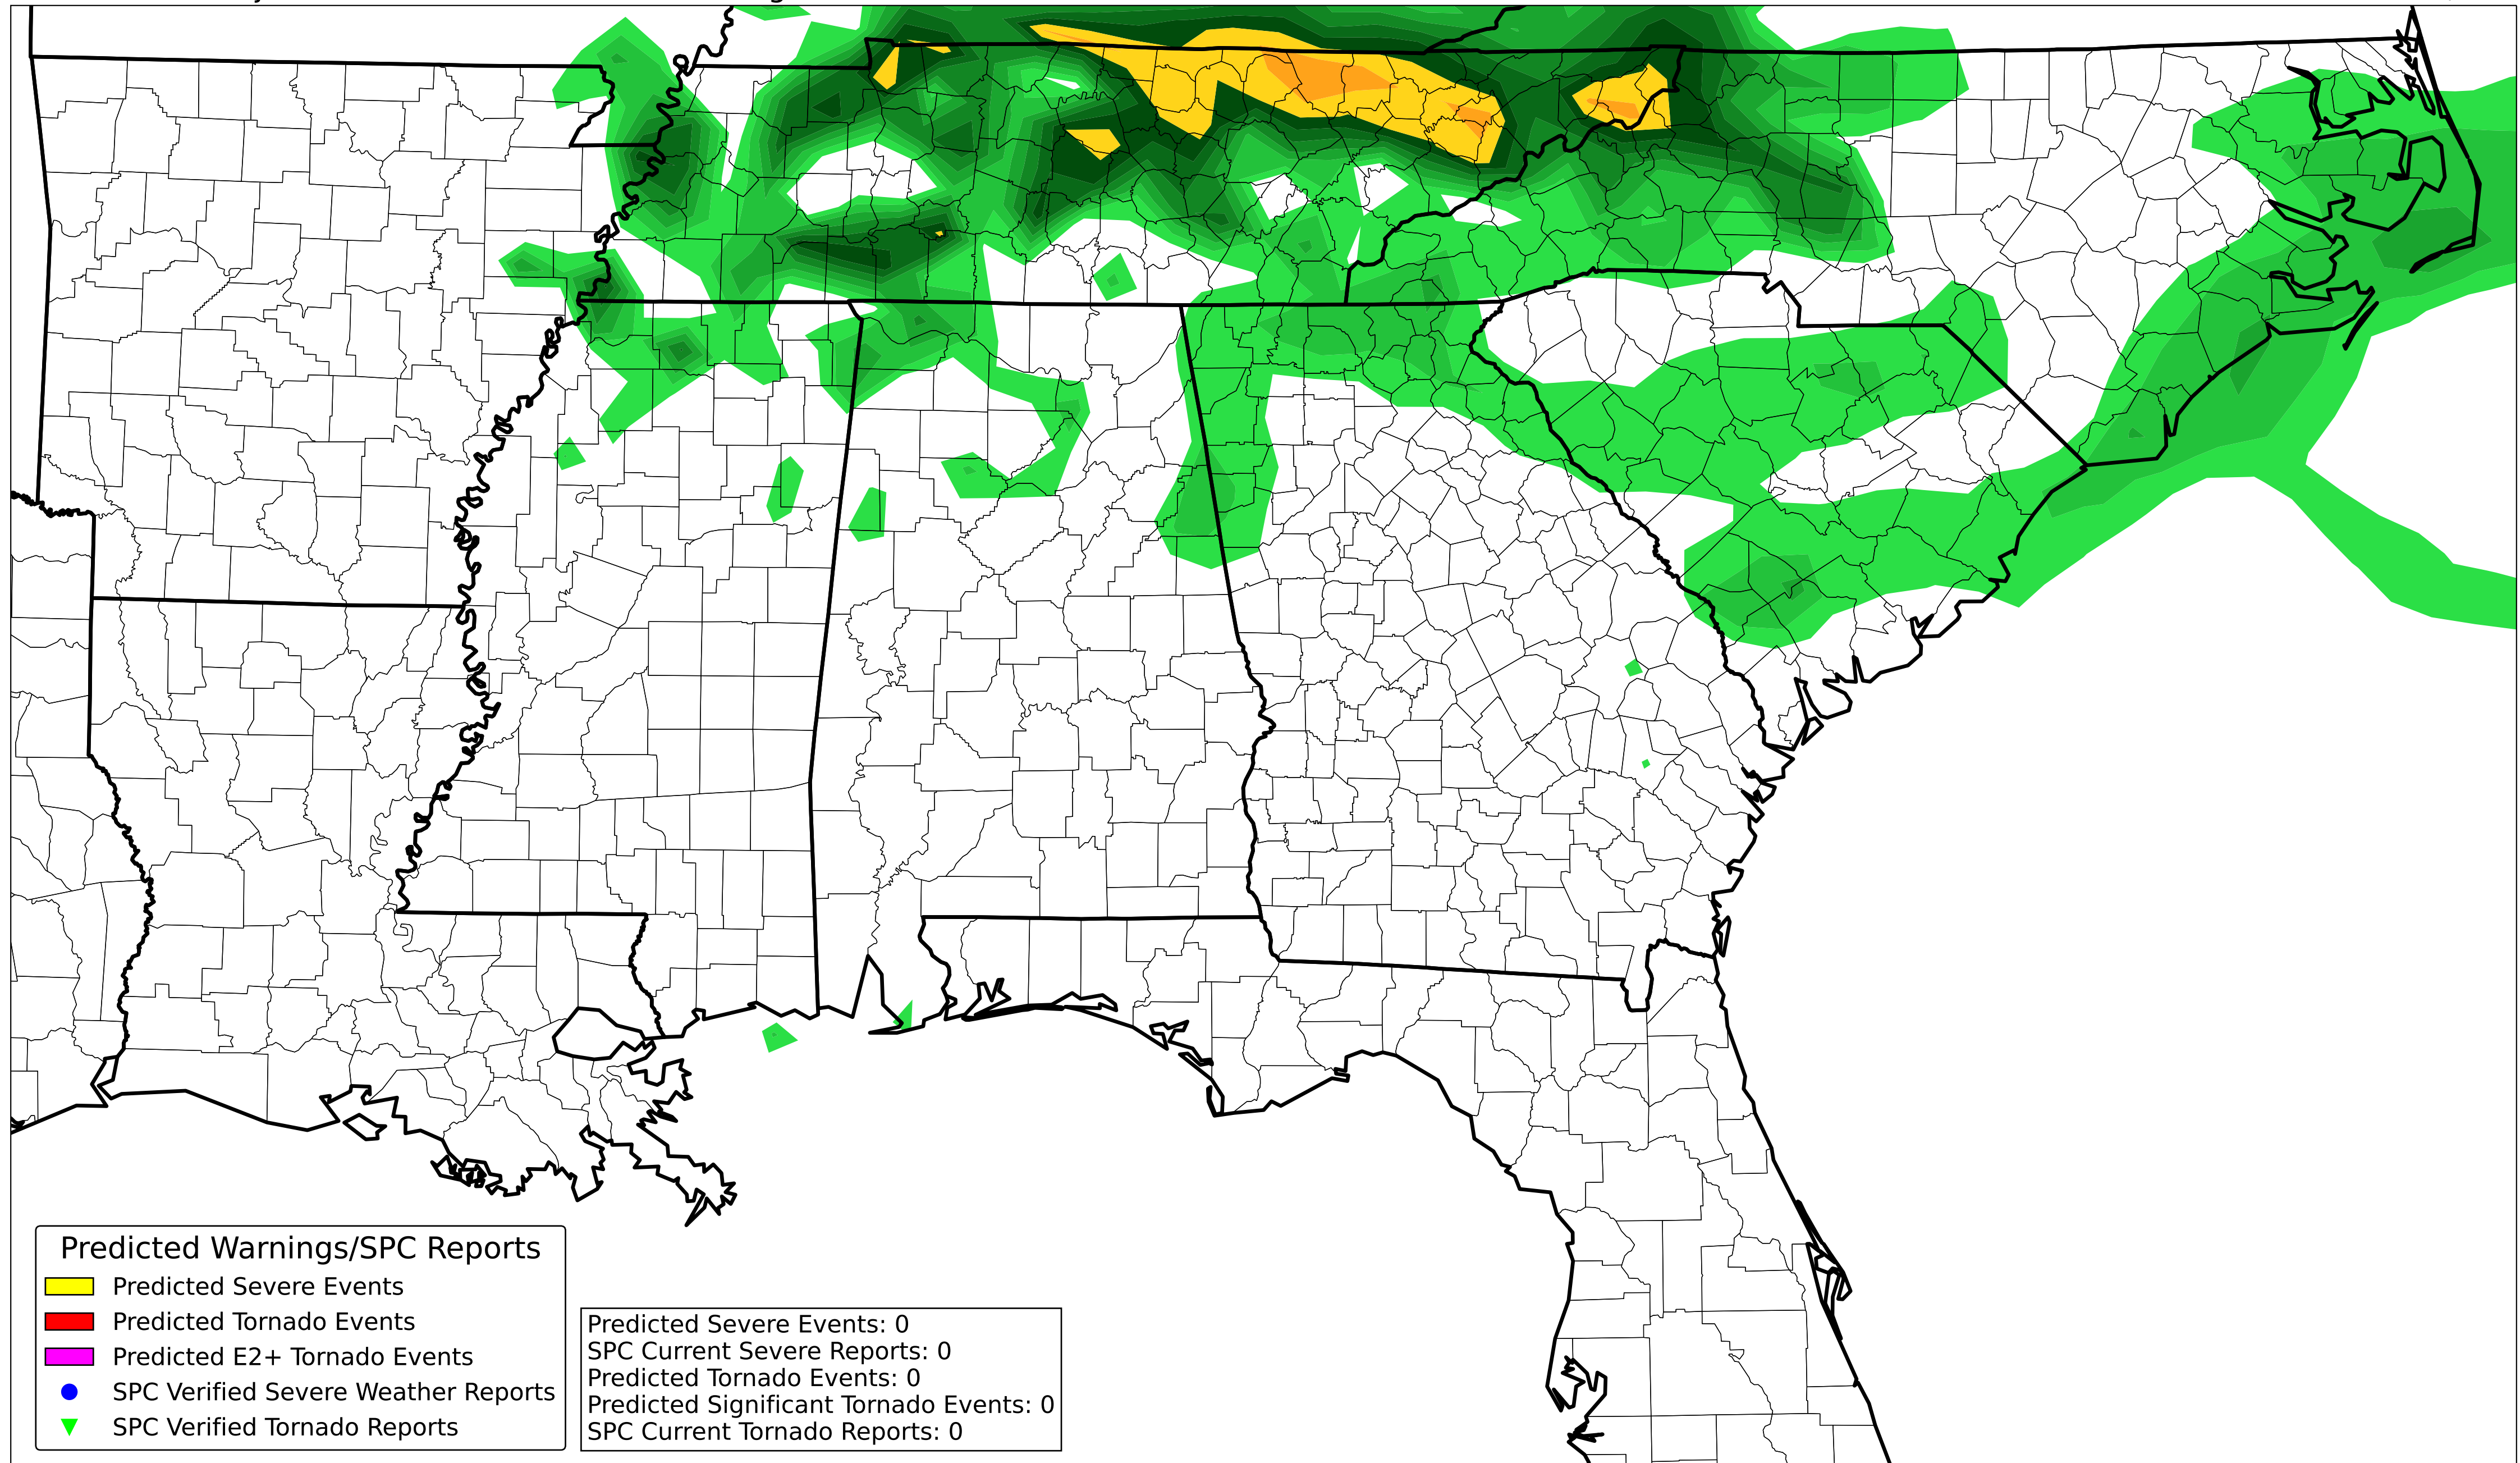 Predicted Warnings/SPC Reports
Predicted Severe Events
Predicted Tornado Events
Predicted E2+ Tornado Events
SPC Verified Severe Weather Reports
SPC Verified Tornado Reports
Predicted Severe Events: 0
SPC Current Severe Reports: 0
Predicted Tornado Events: 0
Predicted Significant Tornado Events: 0
SPC Current Tornado Reports: 0